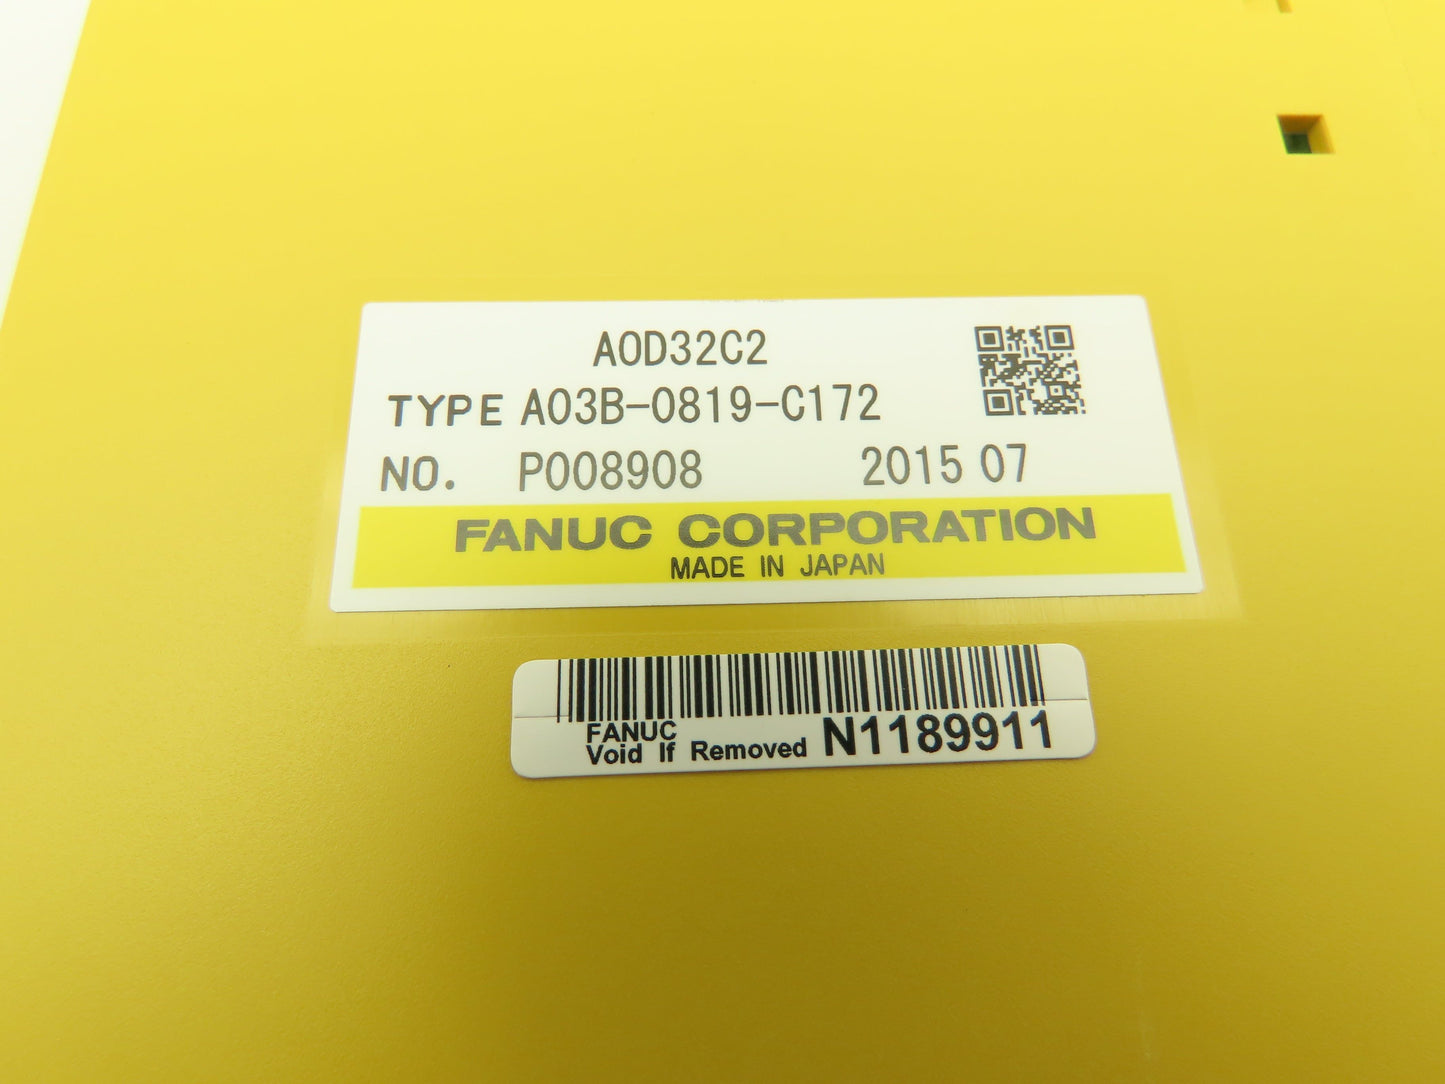 AOD32C2
TYPE A03B-0819-C172
NO. P008908 2015 07
FANUC CORPORATION
MADE IN JAPAN
FANUC
Void If Removed N1189911